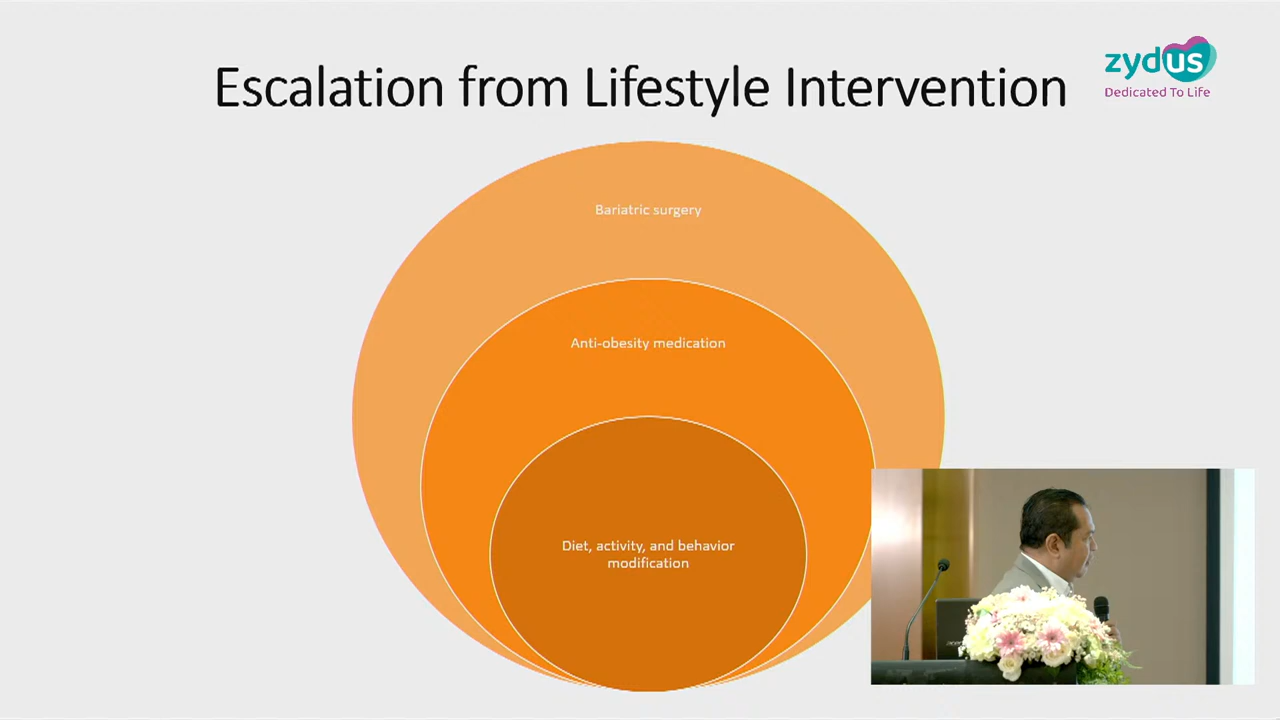 Escalation from Lifestyle Intervention
zydus
Dedicated To Life
Bariatric surgery
Anti-obesity medication
Diet, activity, and behavior
modification